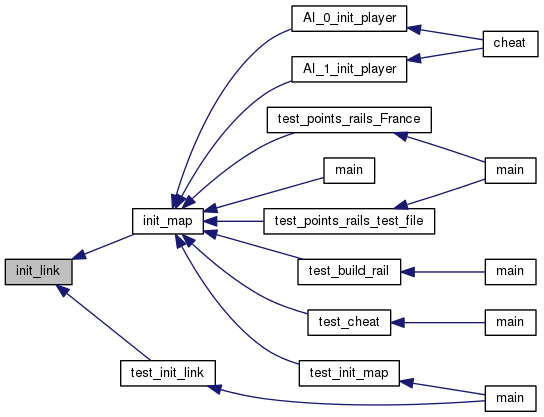 AI_0_init_player
cheat
AI_1_init_player
test_points_rails_France
main
main
init_map
test_points_rails_test_file
init_link
test_build_rail
main
test_cheat
main
test_init_link
test_init_map
main